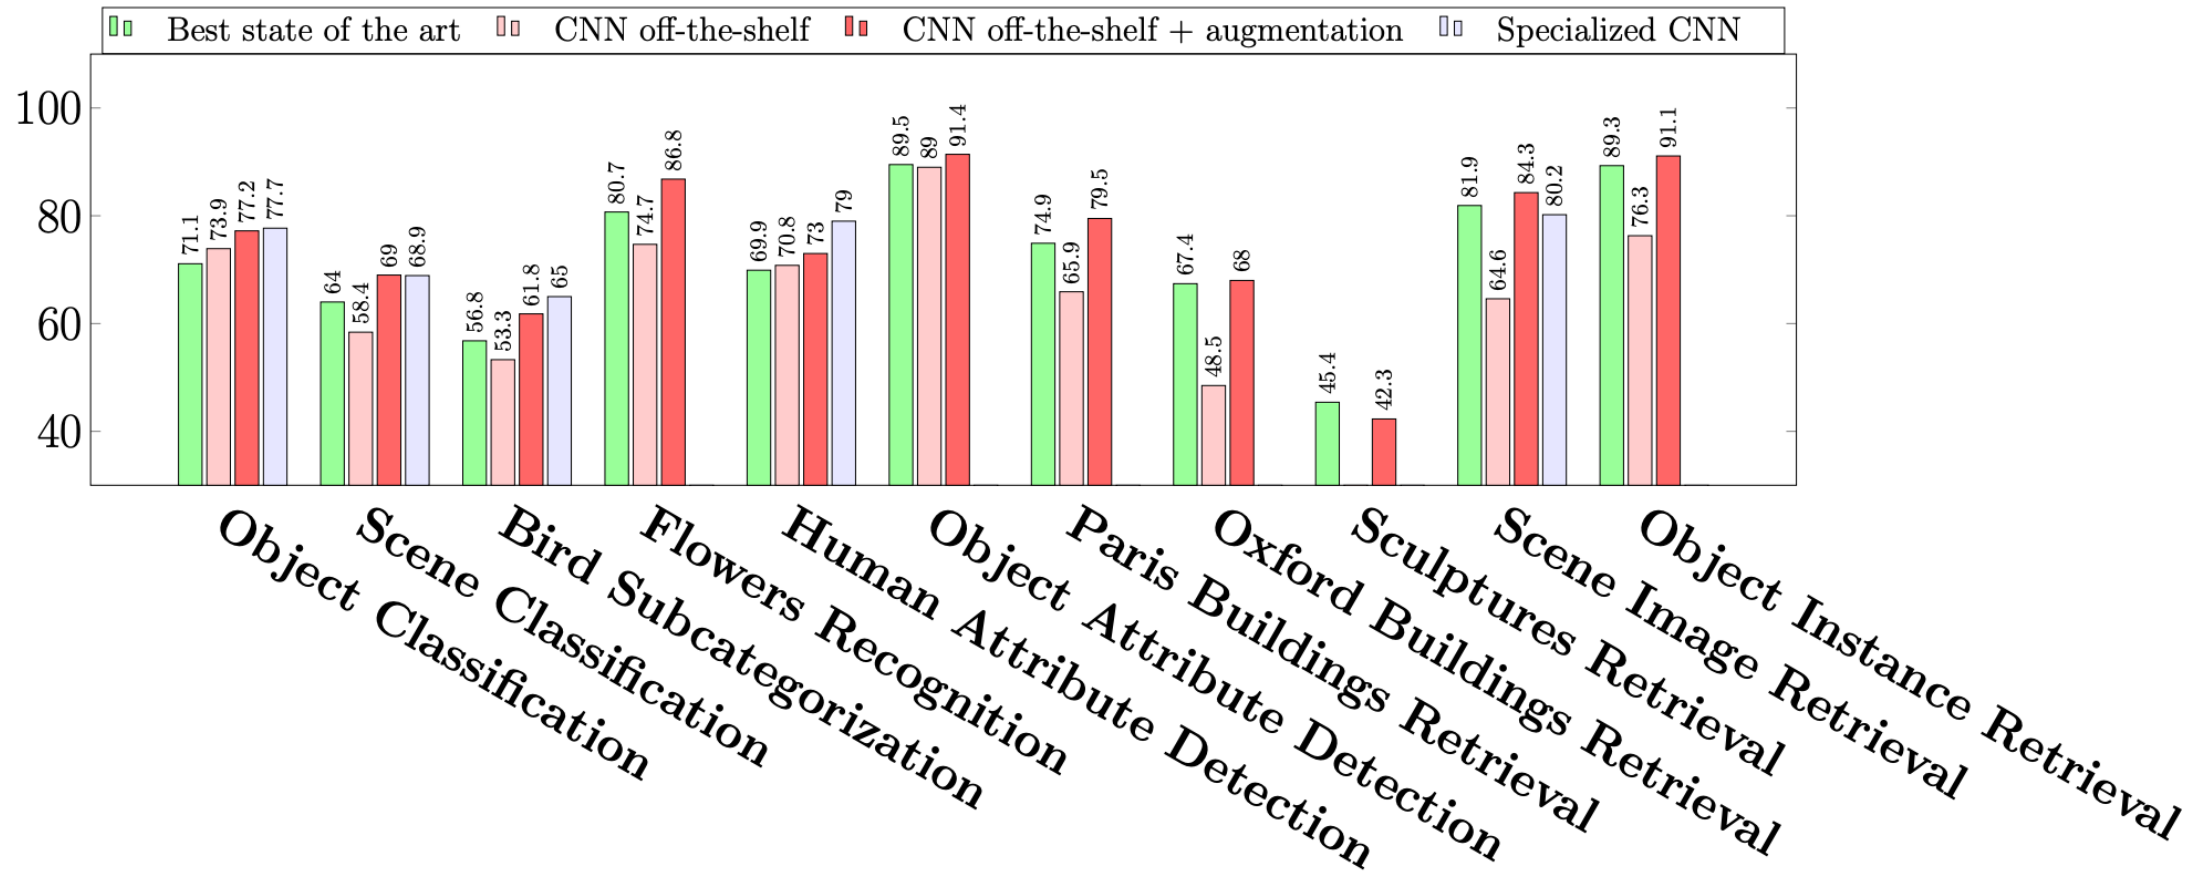 Best state of the art CNN off-the-shelf CNN off-the-shelf + augmentation Specialized CNN
100
80
60
40
71.1 73.9 77.2 77.7
64 58.4 69 68.9
56.8 53.3 61.8 65
80.7 74.7 86.8
69.9 70.8 73 79
89.5 89 91.4
74.9 65.9 79.5
67.4 48.5 68
45.4 42.3
81.9 64.6 84.3 80.2
89.3 76.3 91.1
Object Classification
Scene Classification
Bird Subcategorization
Flowers Recognition
Human Attribute Detection
Object Attribute Detection
Paris Buildings Retrieval
Oxford Buildings Retrieval
Sculptures Retrieval
Scene Image Retrieval
Object Instance Retrieval